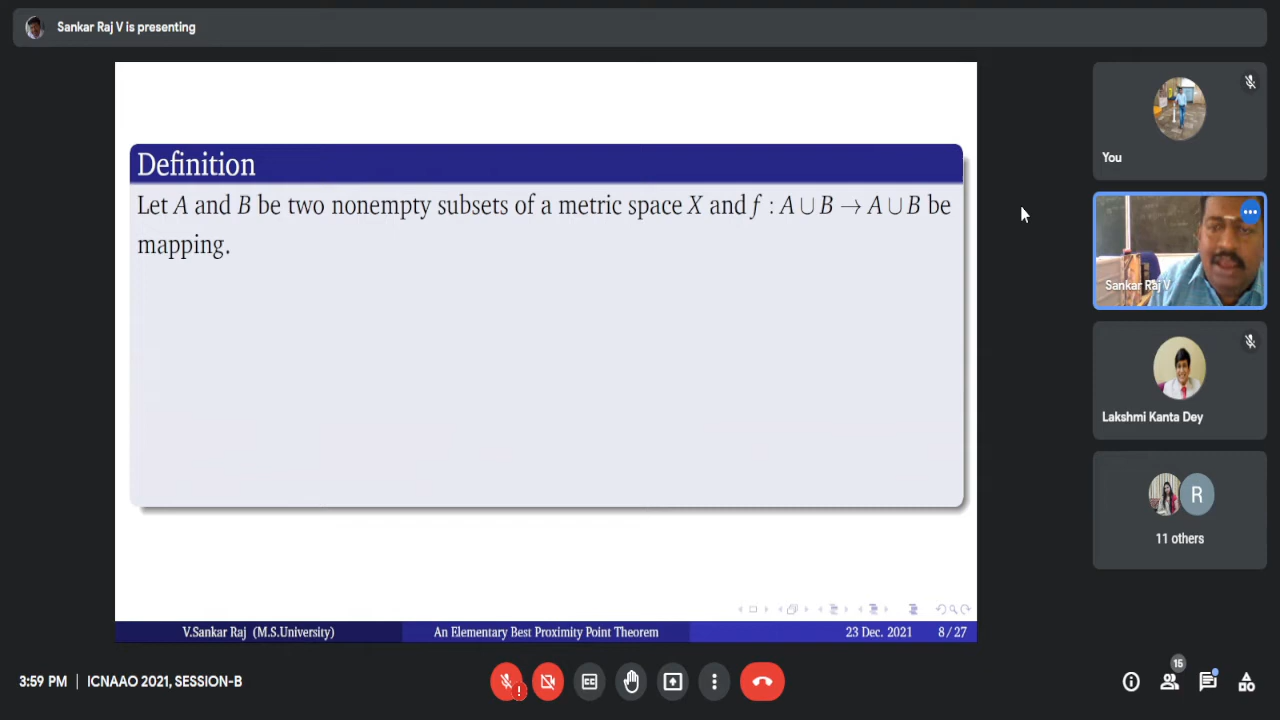 Sankar Raj V is presenting
Definition
Let A and B be two nonempty subsets of a metric space X and f : A ∪ B → A ∪ B be
mapping.
You
Sankar Raj V
Lakshmi Kanta Dey
R
11 others
V.Sankar Raj (M.S.University) An Elementary Best Proximity Point Theorem 23 Dec. 2021 8 / 27
3:59 PM | ICNAAO 2021, SESSION-B
CC
15